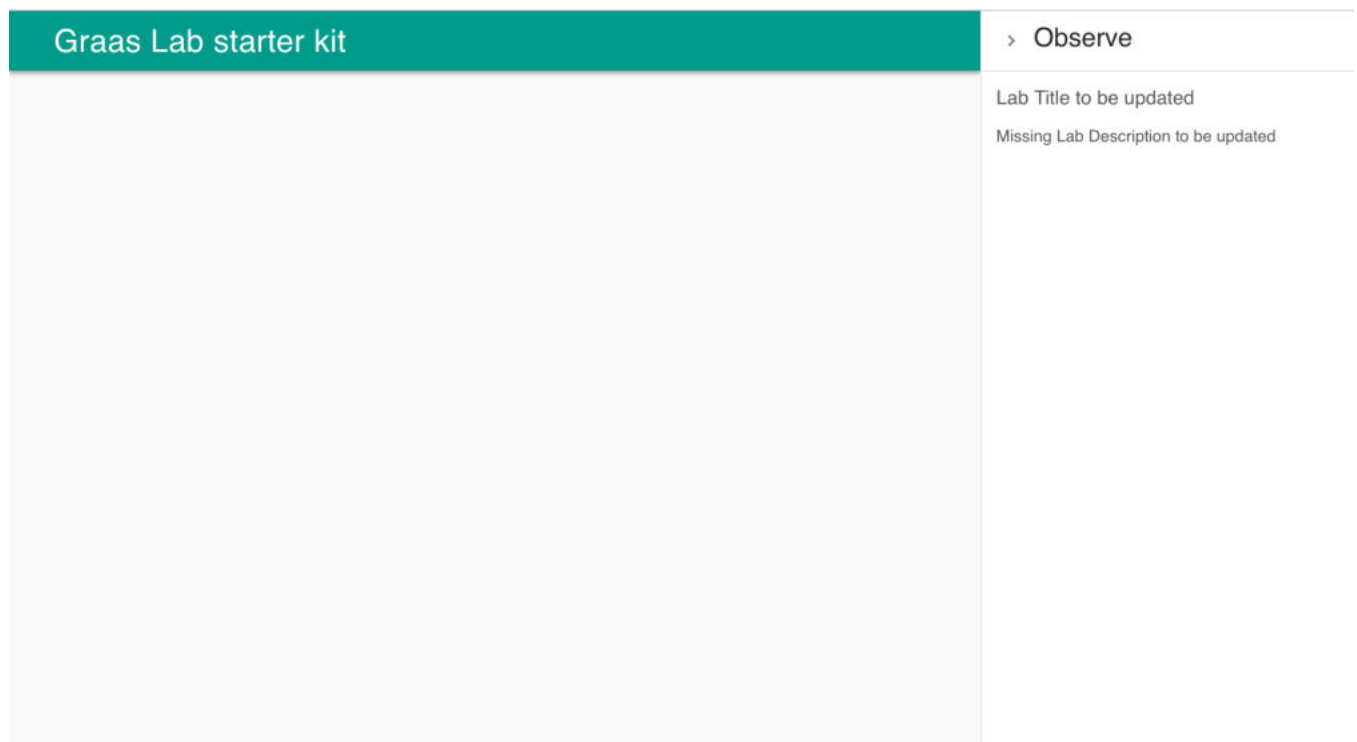 Graas Lab starter kit
Observe
Lab Title to be updated
Missing Lab Description to be updated